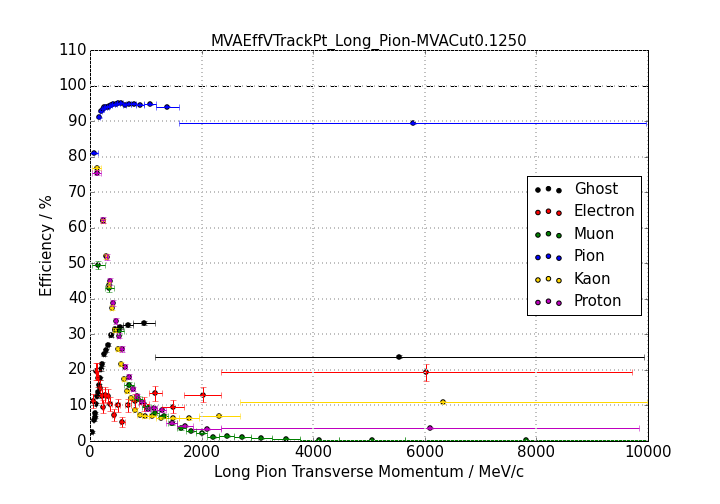 MVAEffVTrackPt_Long_Pion-MVACut0.1250
110
100
90
80
70
60
50
40
30
20
10
0
Efficiency / %
Ghost
Electron
Muon
Pion
Kaon
Proton
0 2000 4000 6000 8000 10000
Long Pion Transverse Momentum / MeV/c